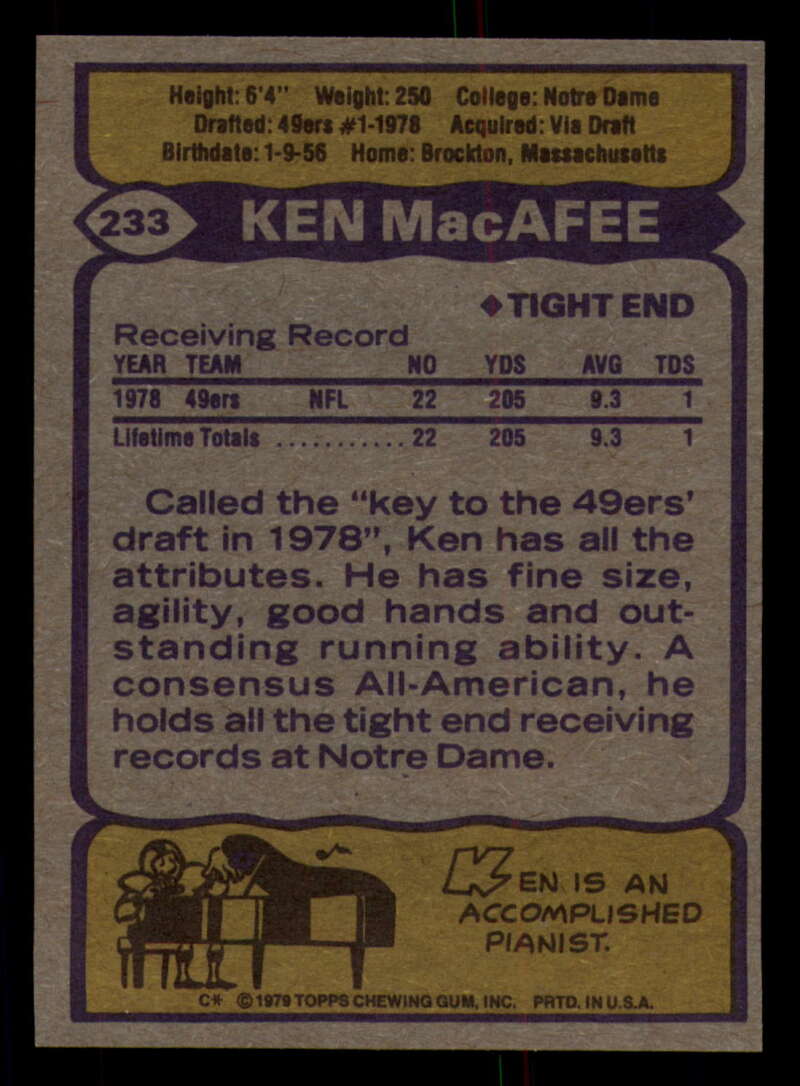 Height: 6'4" Weight: 250 College: Notre Dame
Drafted: 49ers #1-1978 Acquired: Via Draft
Birthdate: 1-9-56 Home: Brockton, Massachusetts
233 KEN MacAFEE
◆TIGHT END
Receiving Record
YEAR TEAM NO YDS AVG TDS
1978 49ers NFL 22 205 9.3 1
Lifetime Totals ........... 22 205 9.3 1
Called the "key to the 49ers'
draft in 1978", Ken has all the
attributes. He has fine size,
agility, good hands and out-
standing running ability. A
consensus All-American, he
holds all the tight end receiving
records at Notre Dame.
KEN IS AN
ACCOMPLISHED
PIANIST.
C* ©1979 TOPPS CHEWING GUM, INC. PRTD. IN U.S.A.